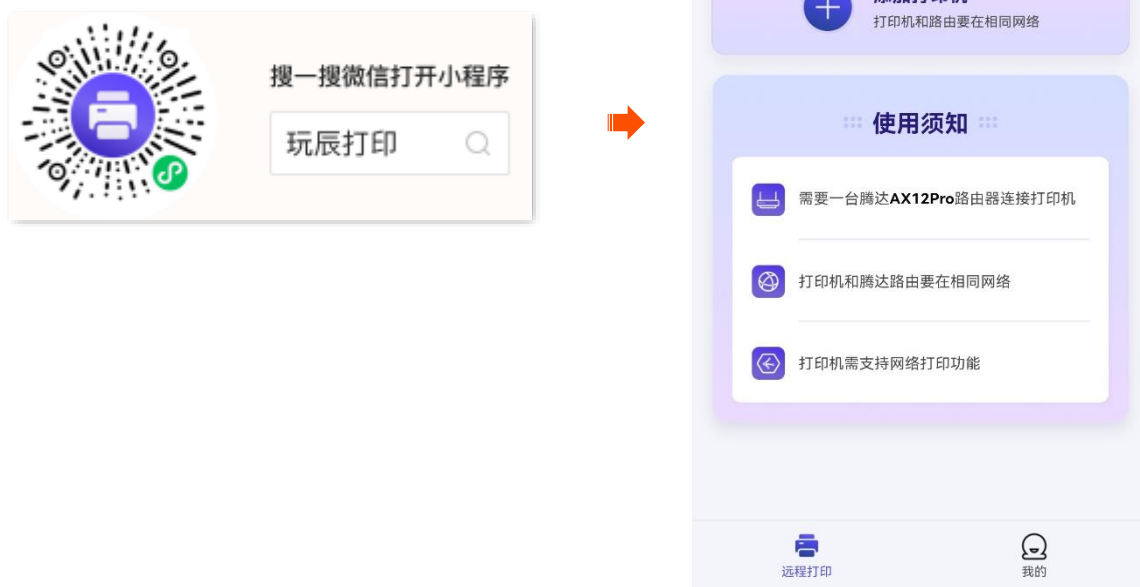 搜一搜微信打开小程序
玩辰打印
打印机和路由要在相同网络
使用须知
需要一台腾达AX12Pro路由器连接打印机
打印机和腾达路由要在相同网络
打印机需支持网络打印功能
远程打印
我的